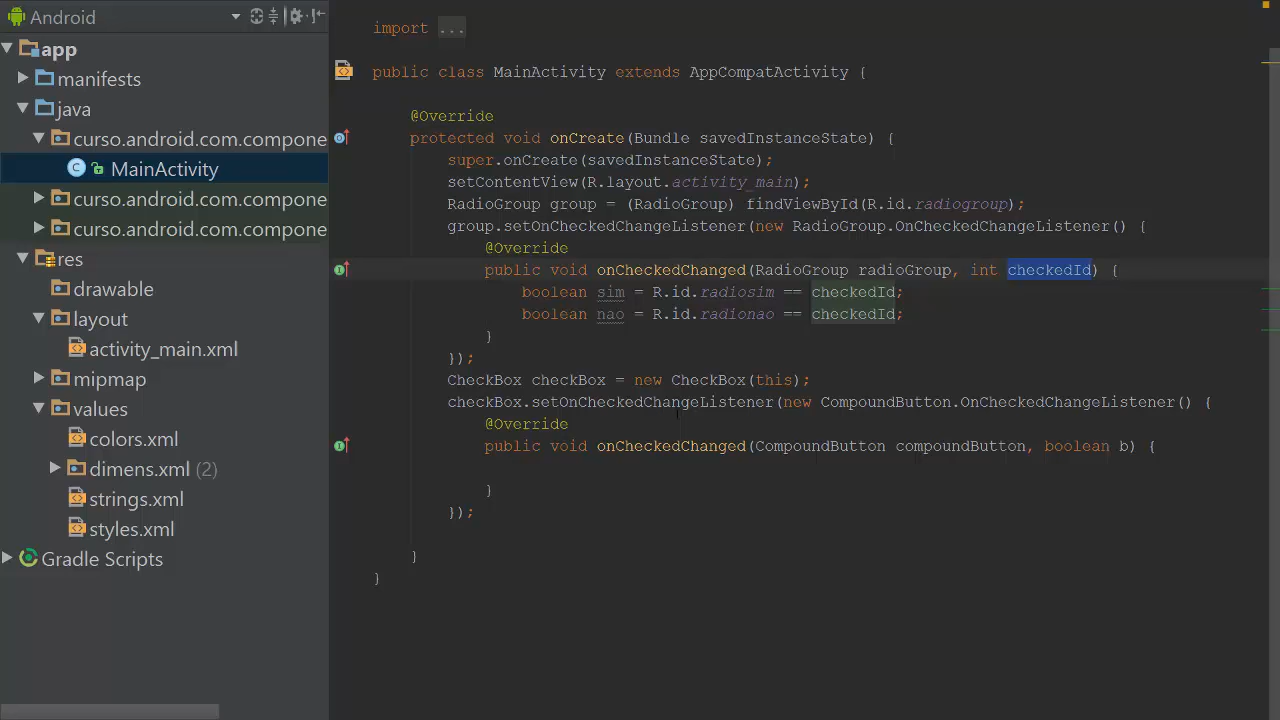 Android
app
manifests
java
curso.android.com.compone
MainActivity
curso.android.com.compone
curso.android.com.compone
res
drawable
layout
activity_main.xml
mipmap
values
colors.xml
dimens.xml (2)
strings.xml
styles.xml
Gradle Scripts
import ...
public class MainActivity extends AppCompatActivity {
@Override
protected void onCreate(Bundle savedInstanceState) {
super.onCreate(savedInstanceState);
setContentView(R.layout.activity_main);
RadioGroup group = (RadioGroup) findViewById(R.id.radiogroup);
group.setOnCheckedChangeListener(new RadioGroup.OnCheckedChangeListener() {
@Override
public void onCheckedChanged(RadioGroup radioGroup, int checkedId) {
boolean sim = R.id.radiosim == checkedId;
boolean nao = R.id.radionao == checkedId;
}
});
CheckBox checkBox = new CheckBox(this);
checkBox.setOnCheckedChangeListener(new CompoundButton.OnCheckedChangeListener() {
@Override
public void onCheckedChanged(CompoundButton compoundButton, boolean b) {
}
});
}
}